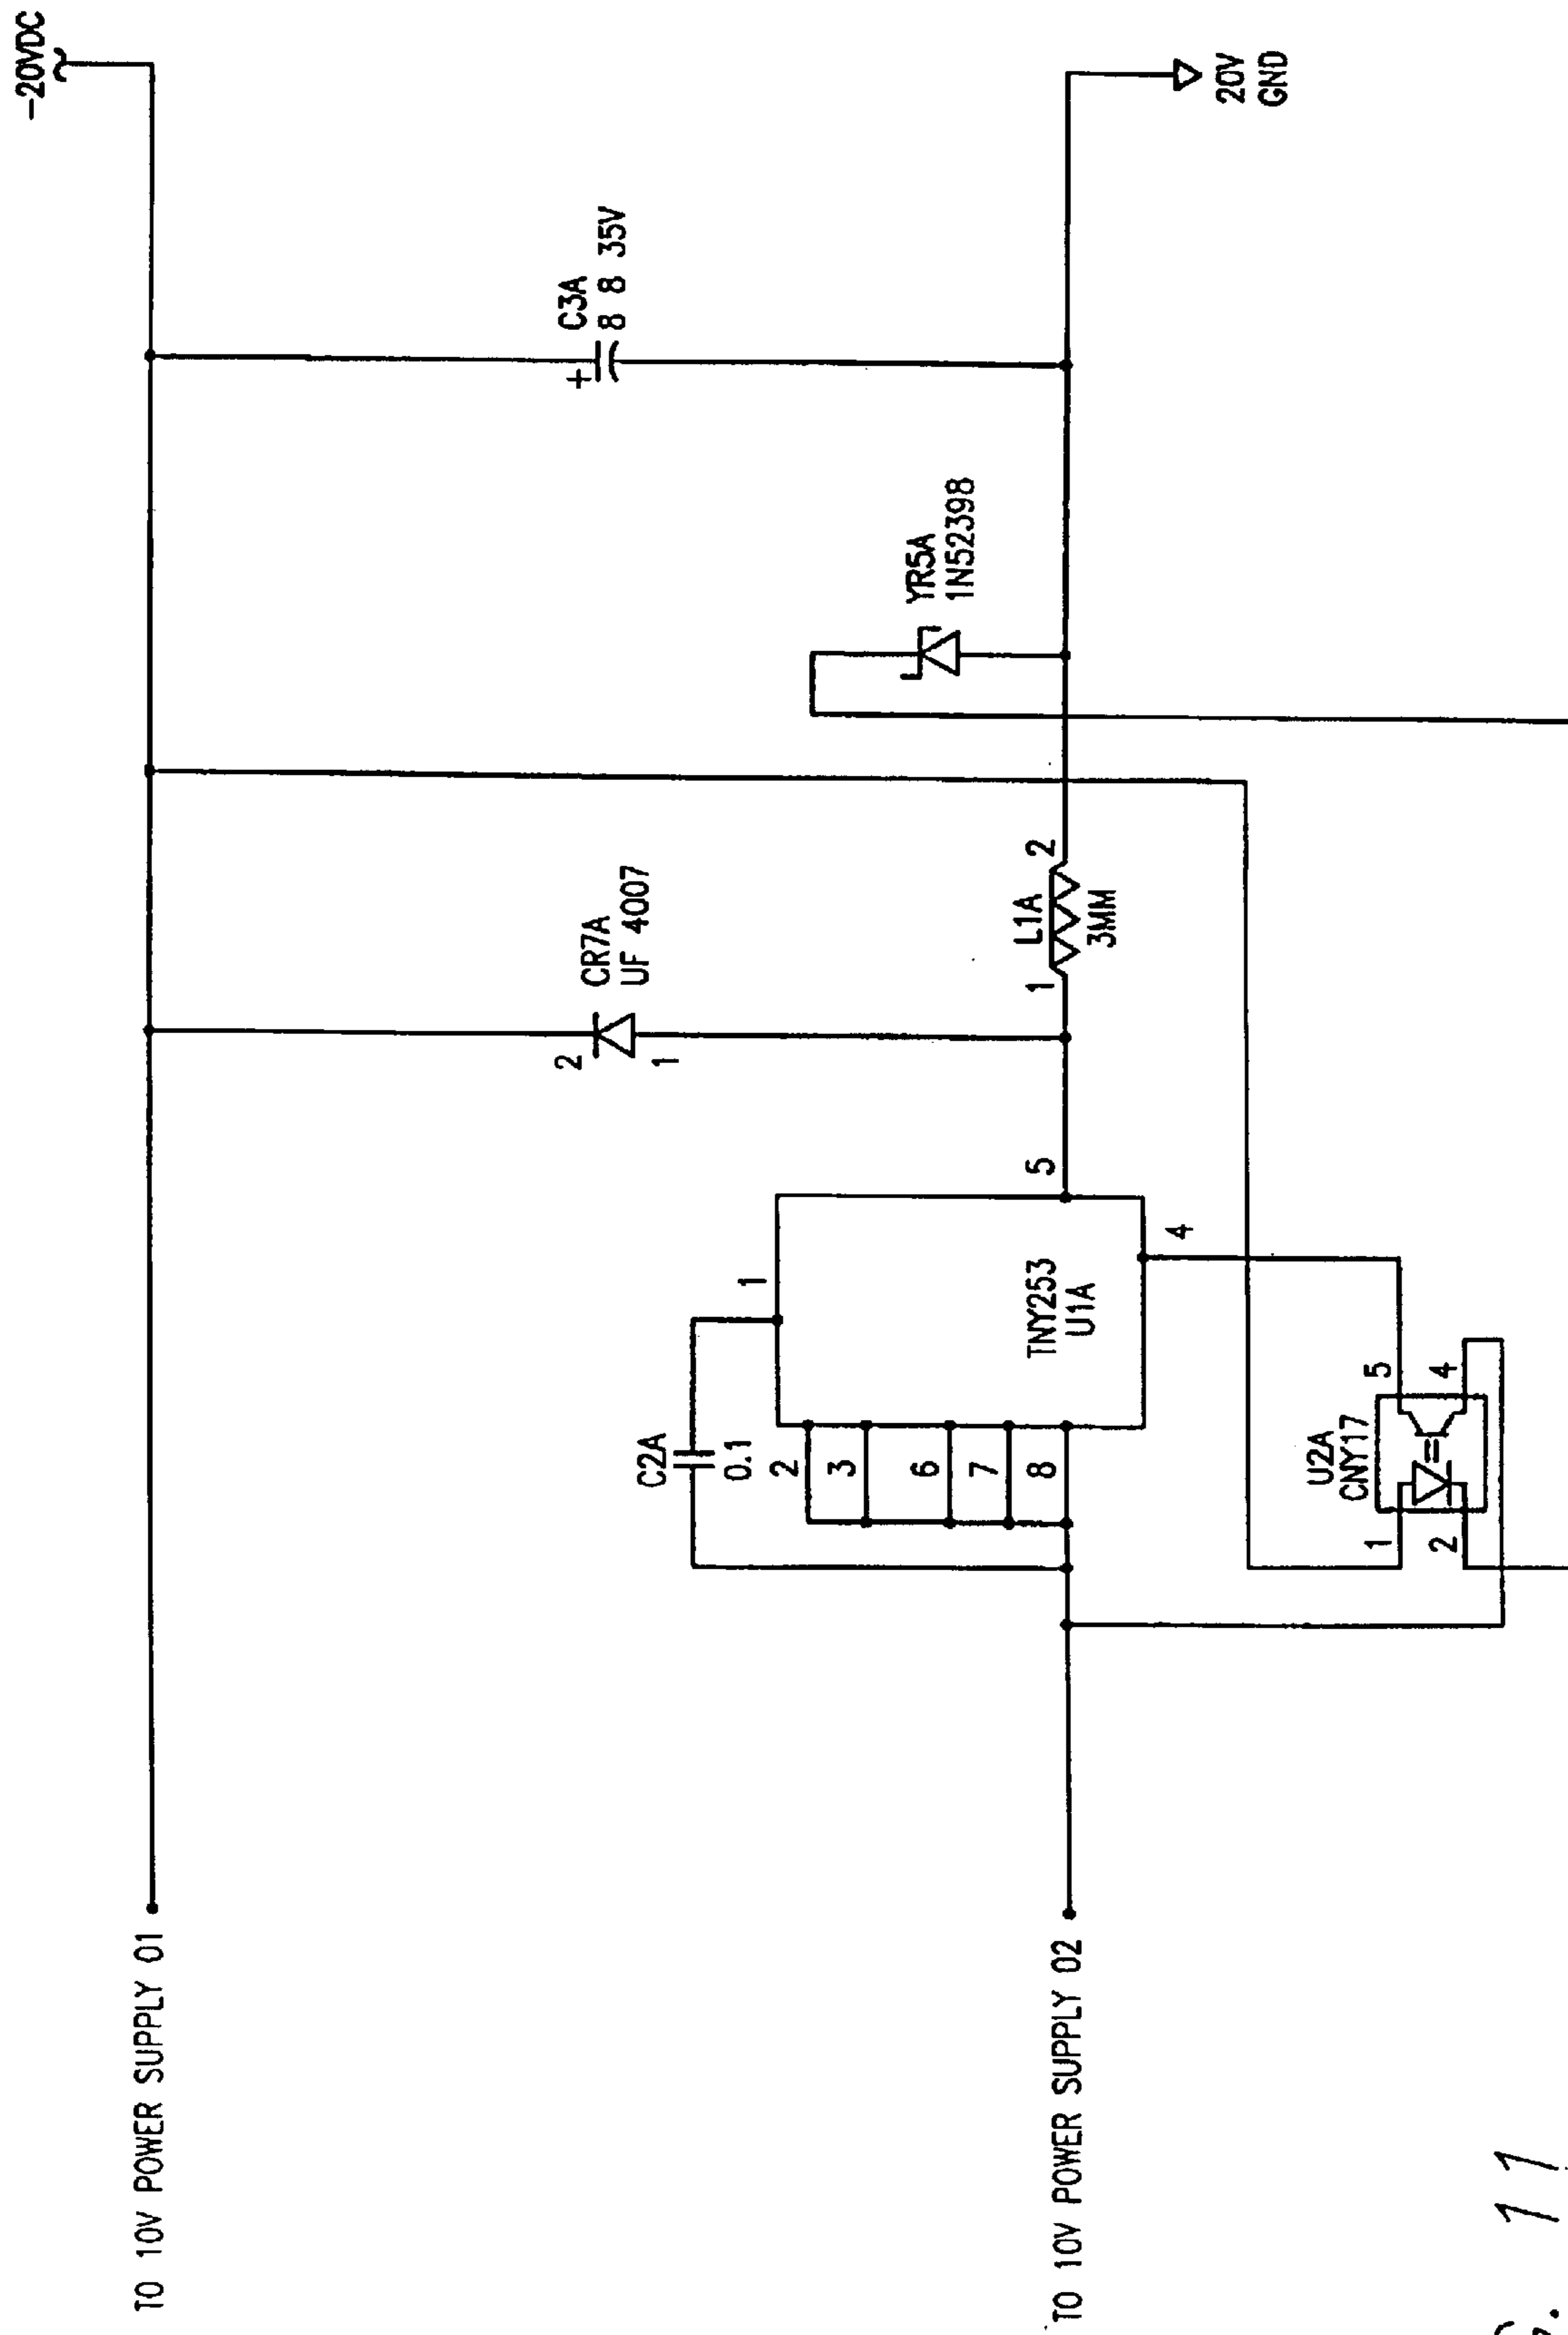 -20VDC
C3A
8 8 35V
20V
GND
YR5A
1N52398
CR7A
UF 4007
2
1
1
L1A
2
3MM
C2A
0.1
1
2
3
6
7
8
5
4
TNY253
U1A
U2A
CNY17
1
2
5
4
TO 10V POWER SUPPLY 01
TO 10V POWER SUPPLY 02
11